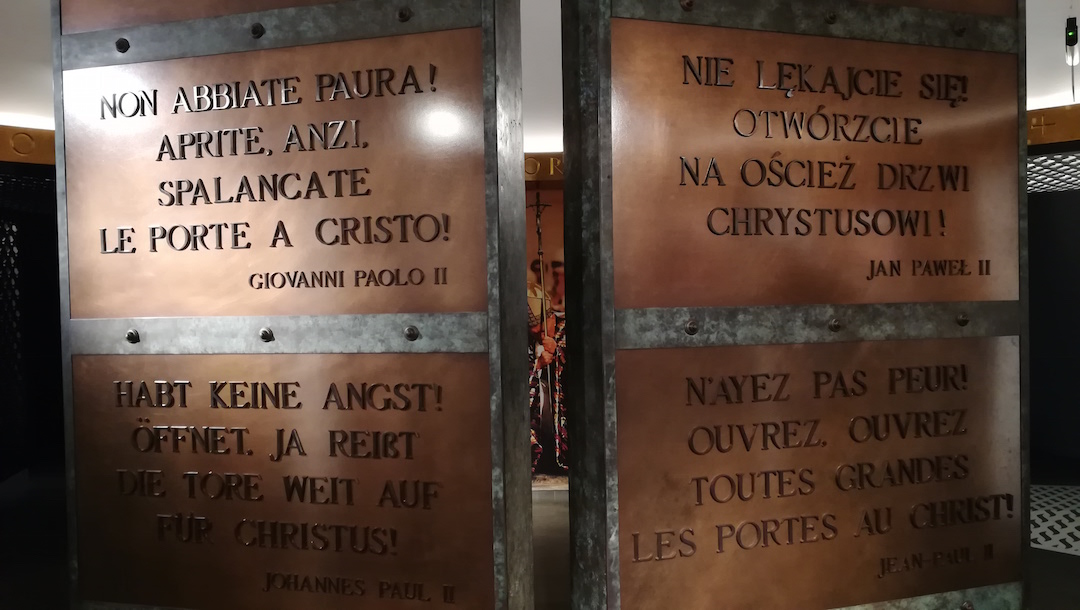 NON ABBIATE PAURA!
APRITE, ANZI,
SPALANCATE
LE PORTE A CRISTO!
GIOVANNI PAOLO II
NIE LĘKAJCIE SIĘ!
OTWÓRZCIE
NA OŚCIEŻ DRZWI
CHRYSTUSOWI!
JAN PAWEŁ II
HABT KEINE ANGST!
ÖFFNET, JA REIßT
DIE TORE WEIT AUF
FÜR CHRISTUS!
JOHANNES PAUL II
N'AYEZ PAS PEUR!
OUVREZ, OUVREZ
TOUTES GRANDES
LES PORTES AU CHRIST!
JEAN-PAUL II